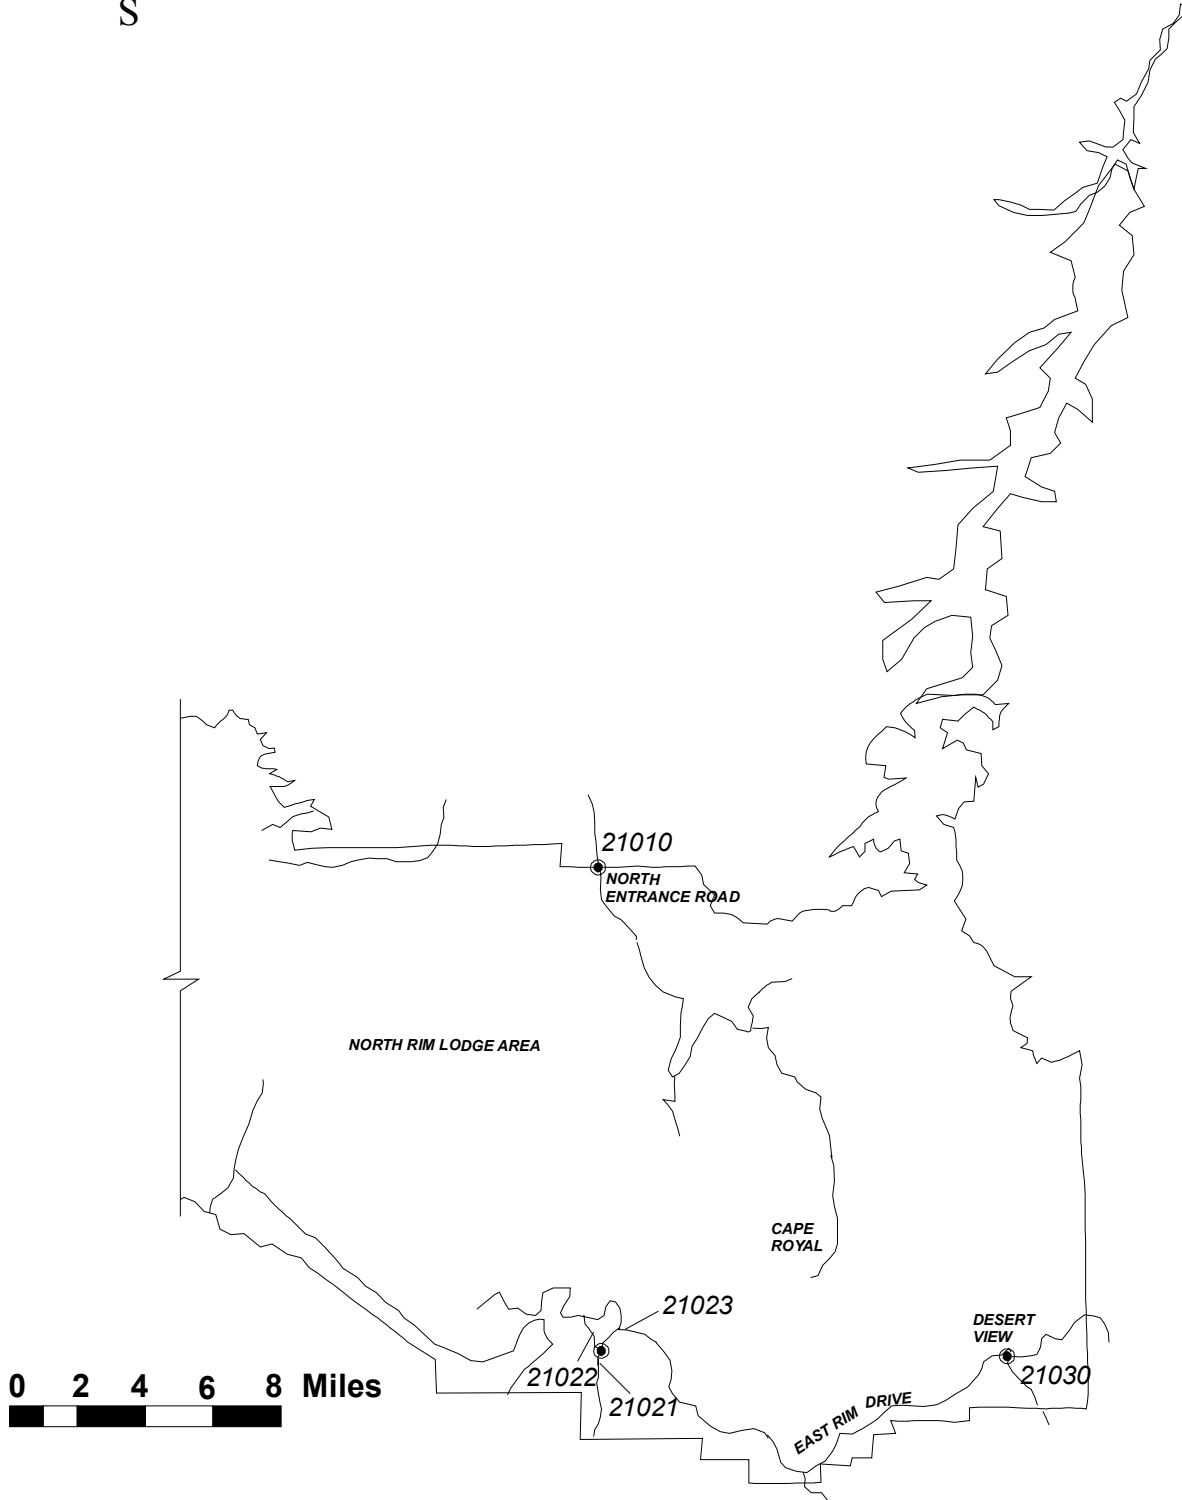 S
21010
NORTH
ENTRANCE ROAD
NORTH RIM LODGE AREA
CAPE
ROYAL
21023
DESERT
VIEW
21022
21030
21021
EAST RIM DRIVE
0 2 4 6 8 Miles